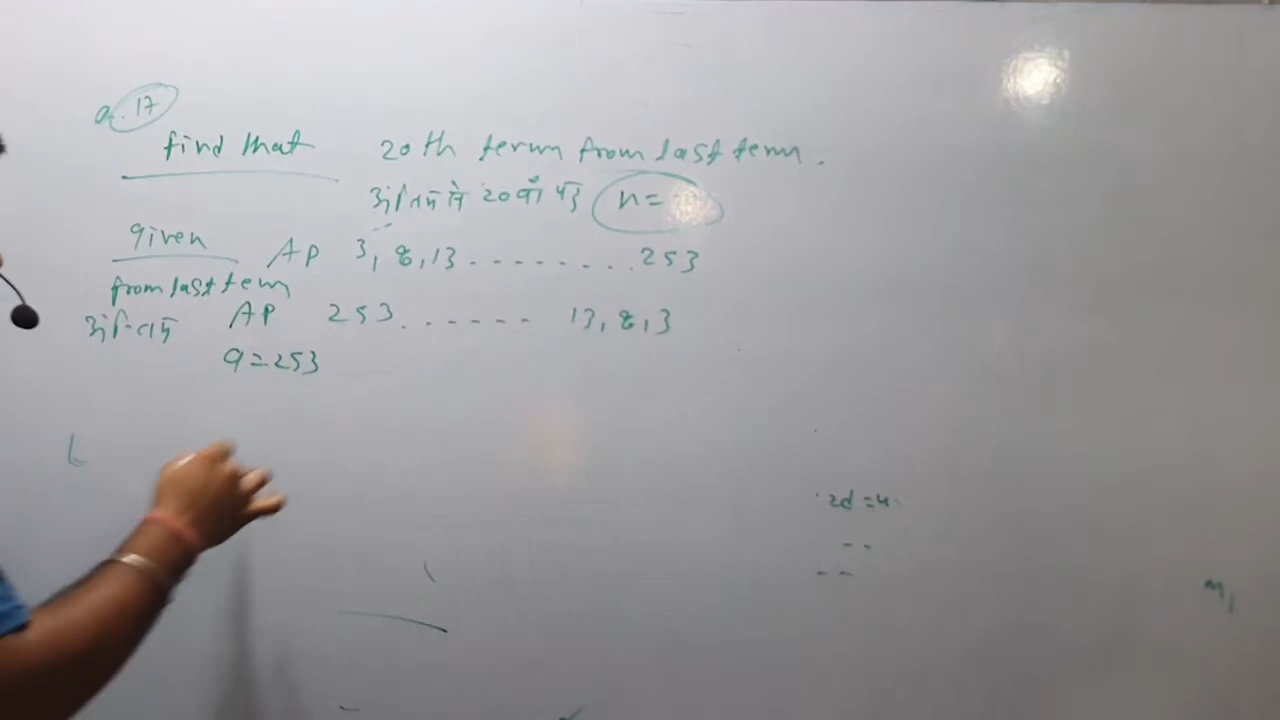 Q. 17
find that 20th term from last term.
अंतिम से 20 वाँ पद n=
given AP 3, 8, 13 - - - - - - - - 253
from last term
अंतिम AP 253 - - - - - - 13, 8, 3
a = 253
2d = 4